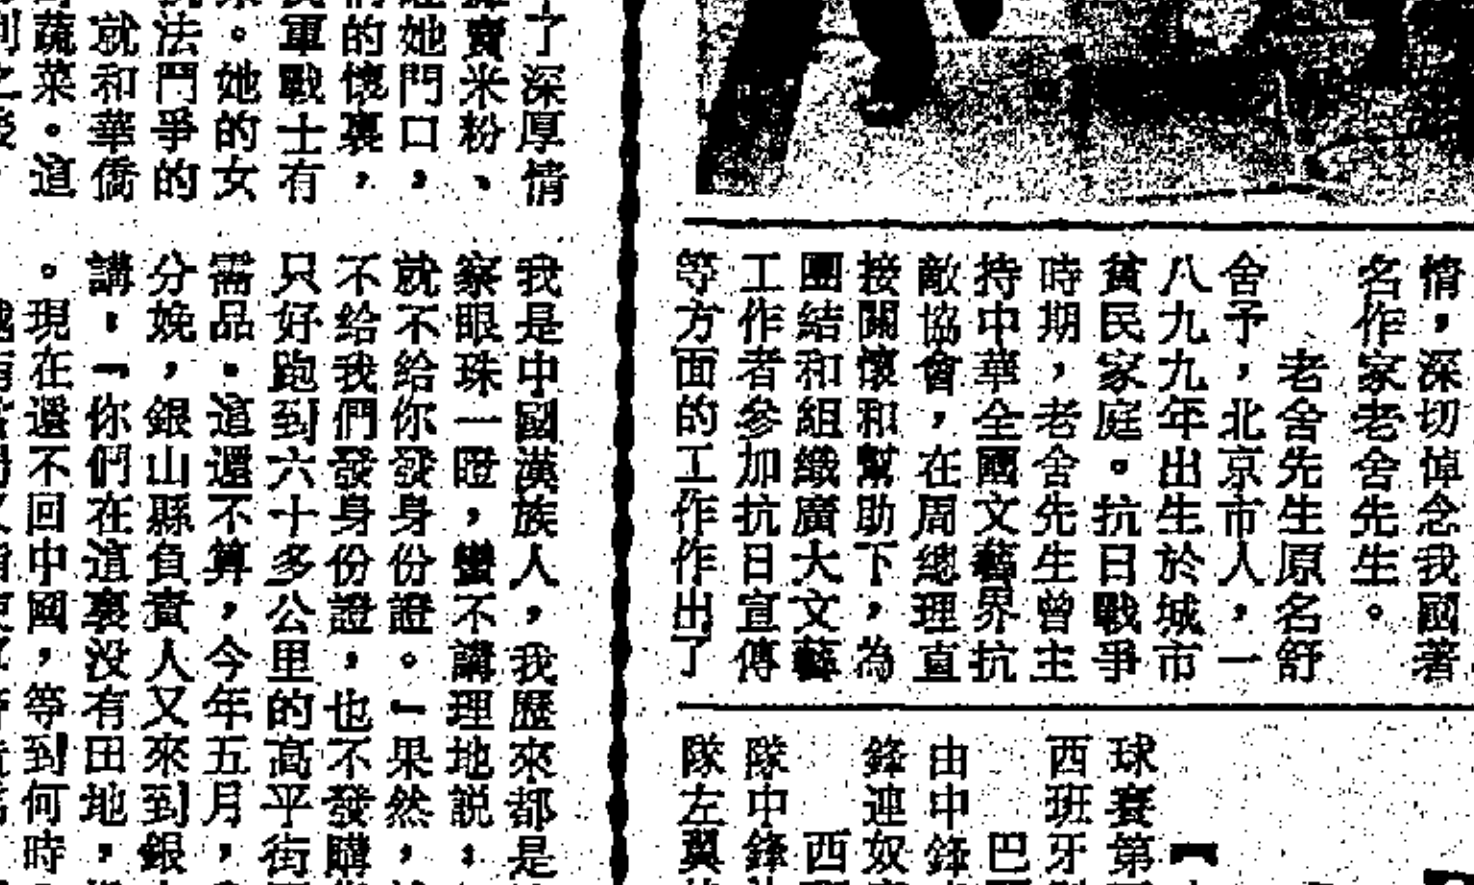 情，深切悼念我國著
名作家老舍先生。
老舍先生原名舒
舍予，北京市人，一
八九九年出生於城市
貧民家庭。抗日戰爭
時期，老舍先生曾主
持中華全國文藝界抗
敵協會，在周總理直
接關懷和幫助下，為
團結和組織廣大文藝
工作者參加抗日宣傳
等方面的工作作出了
球賽第
西班牙
巴
由中鋒
鋒連奴
西
隊中鋒
隊左翼
了深厚情
賣米粉、
她門口，
的懷裏，
軍戰士有
。她的女
法鬥爭的
就和華僑
蔬菜。這
我是中國漢族人，我歷來都是
察眼珠一瞪，蠻不講理地説：
就不給你發身份證。」果然，
不給我們發身份證，也不發購
只好跑到六十多公里的高平街
需品。這還不算，今年五月，
分娩，銀山縣負責人又來到銀
講，「你們在這裏没有田地，
。現在還不回中國，等到何時